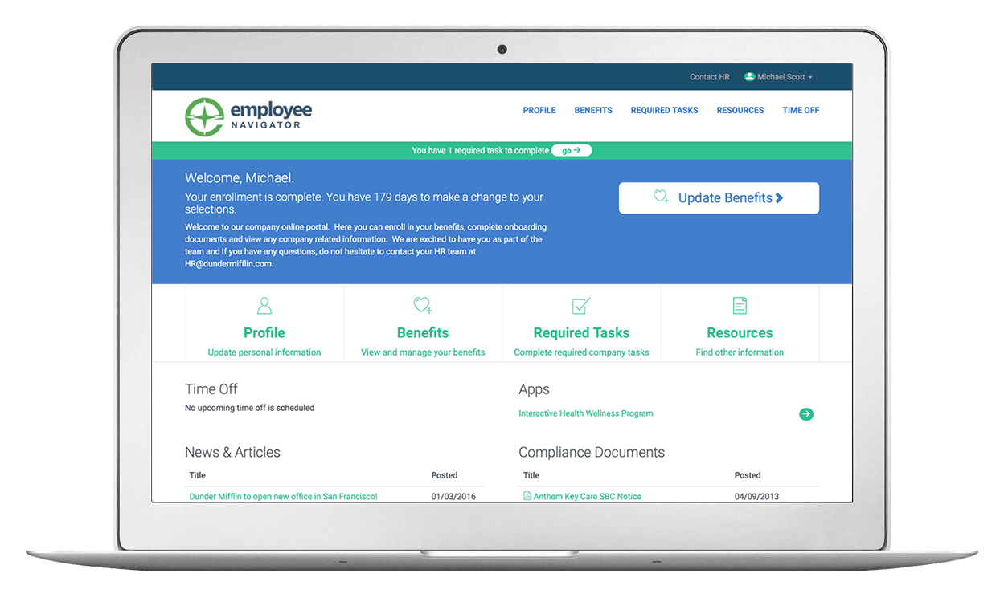 Contact HR Michael Scott
employee
NAVIGATOR
PROFILE BENEFITS REQUIRED TASKS RESOURCES TIME OFF
You have 1 required task to complete go
Welcome, Michael.
Your enrollment is complete. You have 179 days to make a change to your
selections.
Update Benefits
Welcome to our company online portal. Here you can enroll in your benefits, complete onboarding
documents and view any company related information. We are excited to have you as part of the
team and if you have any questions, do not hesitate to contact your HR team at
HR@dundermifflin.com.
Profile
Update personal information
Benefits
View and manage your benefits
Required Tasks
Complete required company tasks
Resources
Find other information
Time Off
No upcoming time off is scheduled
Apps
Interactive Health Wellness Program
News & Articles
Title Posted
Dunder Mifflin to open new office in San Francisco! 01/03/2016
Compliance Documents
Title Posted
Anthem Key Care SBC Notice 04/09/2013